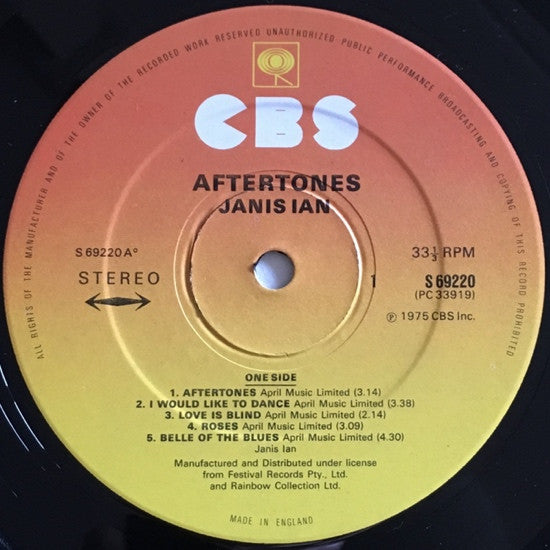 ALL RIGHTS OF THE MANUFACTURER AND OF THE OWNER OF THE RECORDED WORK RESERVED UNAUTHORIZED PUBLIC PERFORMANCE BROADCASTING AND COPYING OF THIS RECORD PROHIBITED
CBS
AFTERTONES
JANIS IAN
S 69220 A° 33⅓ RPM
STEREO 1 S 69220
(PC 33919)
℗ 1975 CBS Inc.
ONE SIDE
1. AFTERTONES April Music Limited (3.14)
2. I WOULD LIKE TO DANCE April Music Limited (3.38)
3. LOVE IS BLIND April Music Limited (2.14)
4. ROSES April Music Limited (3.09)
5. BELLE OF THE BLUES April Music Limited (4.30)
Janis Ian
Manufactured and Distributed under license
from Festival Records Pty., Ltd.
and Rainbow Collection Ltd.
MADE IN ENGLAND